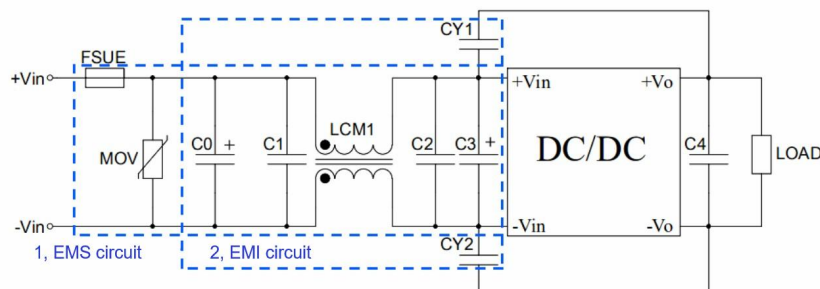 CY1
FSUE
+Vin
+Vin
+Vo
LCM1
MOV
C0
+
C1
C2
C3
+
DC/DC
C4
LOAD
-Vin
-Vin
-Vo
1, EMS circuit
2, EMI circuit
CY2